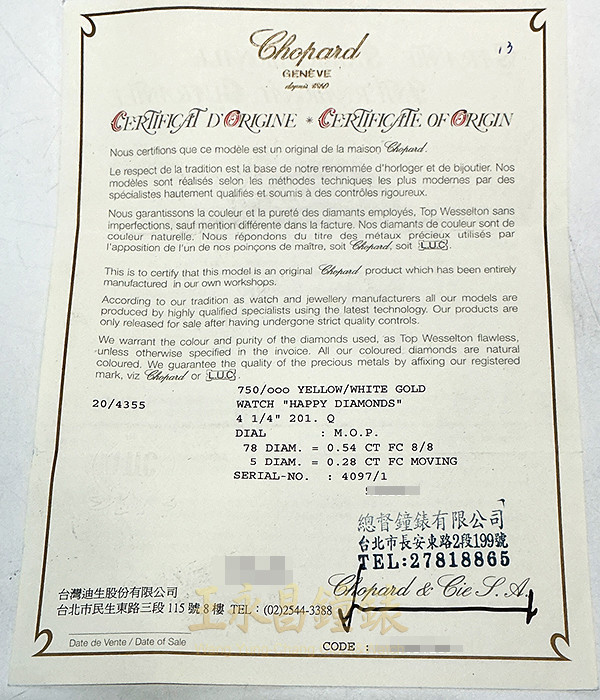 Chopard
GENÈVE
depuis 1860
13
CERTIFICAT D'ORIGINE * CERTIFICATE OF ORIGIN
Nous certifions que ce modèle est un original de la maison Chopard.
Le respect de la tradition est la base de notre renommée d'horloger et de bijoutier. Nos
modèles sont réalisés selon les méthodes techniques les plus modernes par des
spécialistes hautement qualifiés et soumis à des contrôles rigoureux.
Nous garantissons la couleur et la pureté des diamants employés, Top Wesselton sans
imperfections, sauf mention différente dans la facture. Nos diamants de couleur sont de
couleur naturelle. Nous répondons du titre des métaux précieux utilisés par
l'apposition de l'un de nos poinçons de maître, soit Chopard, soit L.U.C.
This is to certify that this model is an original Chopard product which has been entirely
manufactured in our own workshops.
According to our tradition as watch and jewellery manufacturers all our models are
produced by highly qualified specialists using the latest technology. Our products are
only released for sale after having undergone strict quality controls.
We warrant the colour and purity of the diamonds used, as Top Wesselton flawless,
unless otherwise specified in the invoice. All our coloured diamonds are natural
coloured. We guarantee the quality of the precious metals by affixing our registered
mark, viz Chopard or L.U.C.
750/ooo YELLOW/WHITE GOLD
20/4355 WATCH "HAPPY DIAMONDS"
4 1/4" 201. Q
DIAL : M.O.P.
78 DIAM. = 0.54 CT FC 8/8
5 DIAM. = 0.28 CT FC MOVING
SERIAL-NO. : 4097/1
總督鐘錶有限公司
台北市長安東路2段199號
TEL:27818865
Chopard & Cie S.A.
台灣迪生股份有限公司
台北市民生東路三段115號8樓 TEL：(02)2544-3388
王永昌鐘錶
Date de Vente / Date of Sale
CODE :